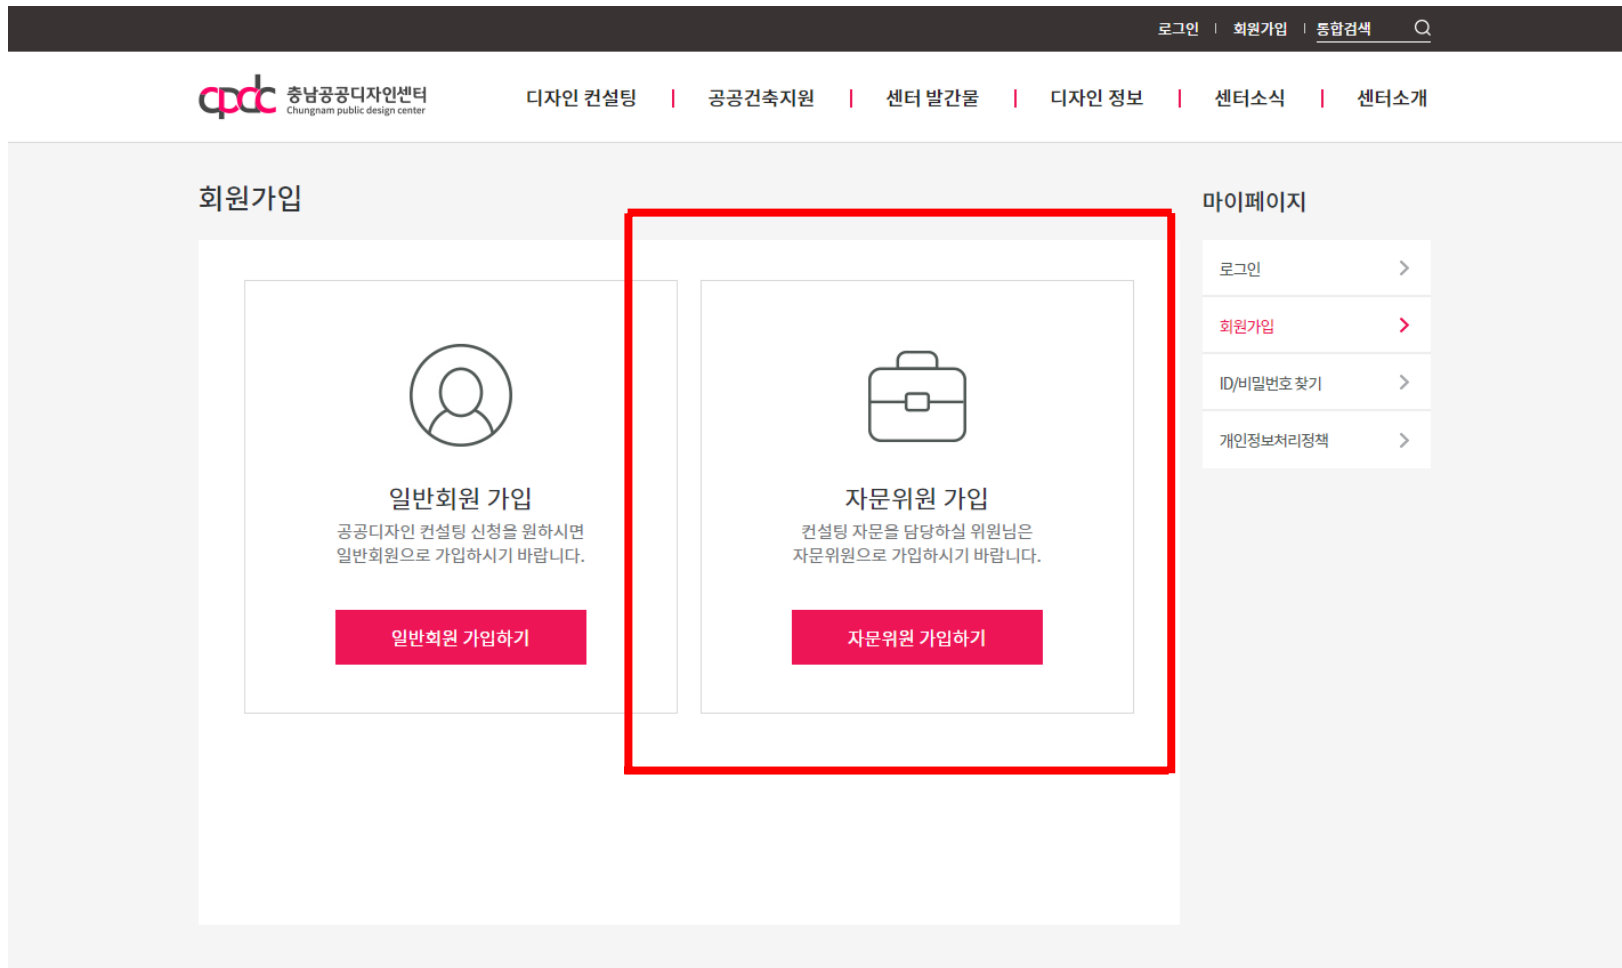 로그인 회원가입 통합검색
cpdc 충남공공디자인센터
Chungnam public design center
디자인 컨설팅 공공건축지원 센터 발간물 디자인 정보 센터소식 센터소개
회원가입
일반회원 가입
공공디자인 컨설팅 신청을 원하시면
일반회원으로 가입하시기 바랍니다.
일반회원 가입하기
자문위원 가입
컨설팅 자문을 담당하실 위원님은
자문위원으로 가입하시기 바랍니다.
자문위원 가입하기
마이페이지
로그인
회원가입
ID/비밀번호 찾기
개인정보처리정책